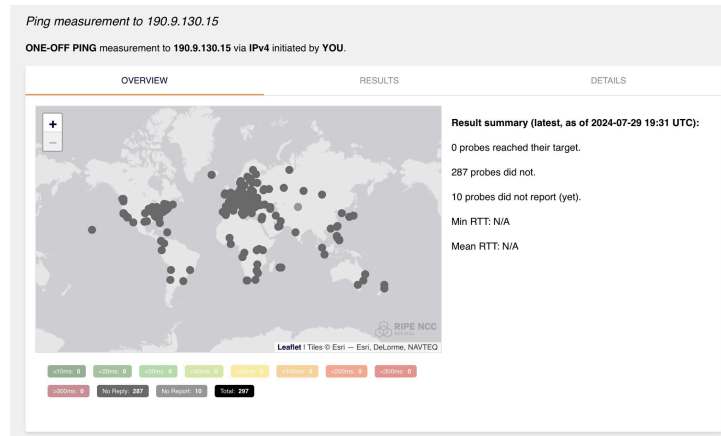 Ping measurement to 190.9.130.15
ONE-OFF PING measurement to 190.9.130.15 via IPv4 initiated by YOU.
OVERVIEW RESULTS DETAILS
+
−
Result summary (latest, as of 2024-07-29 19:31 UTC):
0 probes reached their target.
287 probes did not.
10 probes did not report (yet).
Min RTT: N/A
Mean RTT: N/A
RIPE NCC
Leaflet | Tiles © Esri — Esri, DeLorme, NAVTEQ
<10ms: 0 <20ms: 0 <30ms: 0 <40ms: 0 0 <100ms: 0 <200ms: 0 <300ms: 0
>300ms: 0 No Reply: 287 No Report: 10 Total: 297